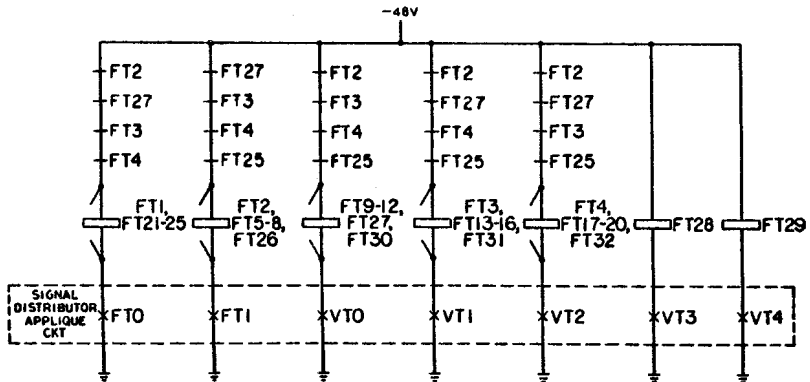 -48V
FT2 FT27 FT2 FT2 FT2
FT27 FT3 FT3 FT27 FT27
FT3 FT4 FT4 FT4 FT3
FT4 FT25 FT25 FT25 FT25
FT1,
FT21-25
FT2,
FT5-8,
FT26
FT9-12,
FT27,
FT30
FT3,
FT13-16,
FT31
FT4,
FT17-20,
FT32
FT28
FT29
SIGNAL
DISTRIBUTOR
APPLIQUE
CKT
FT0 FT1 VT0 VT1 VT2 VT3 VT4